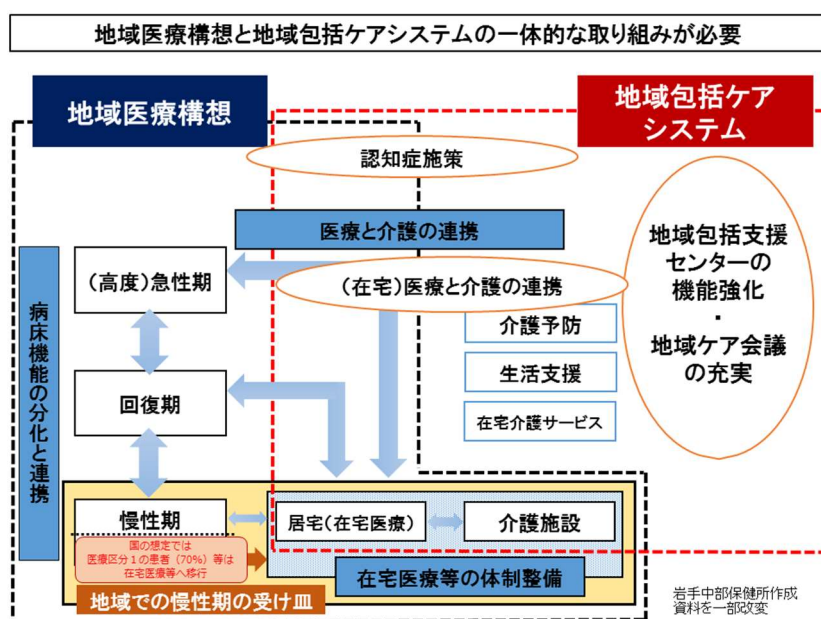 地域医療構想と地域包括ケアシステムの一体的な取り組みが必要
地域医療構想
地域包括ケア
システム
認知症施策
医療と介護の連携
(在宅)医療と介護の連携
地域包括支援
センターの
機能強化
・
地域ケア会議
の充実
病床機能の分化と連携
(高度)急性期
介護予防
生活支援
回復期
在宅介護サービス
慢性期
居宅(在宅医療)
介護施設
国の想定では
医療区分1の患者(70%)等は
在宅医療等へ移行
在宅医療等の体制整備
地域での慢性期の受け皿
岩手中部保健所作成
資料を一部改変